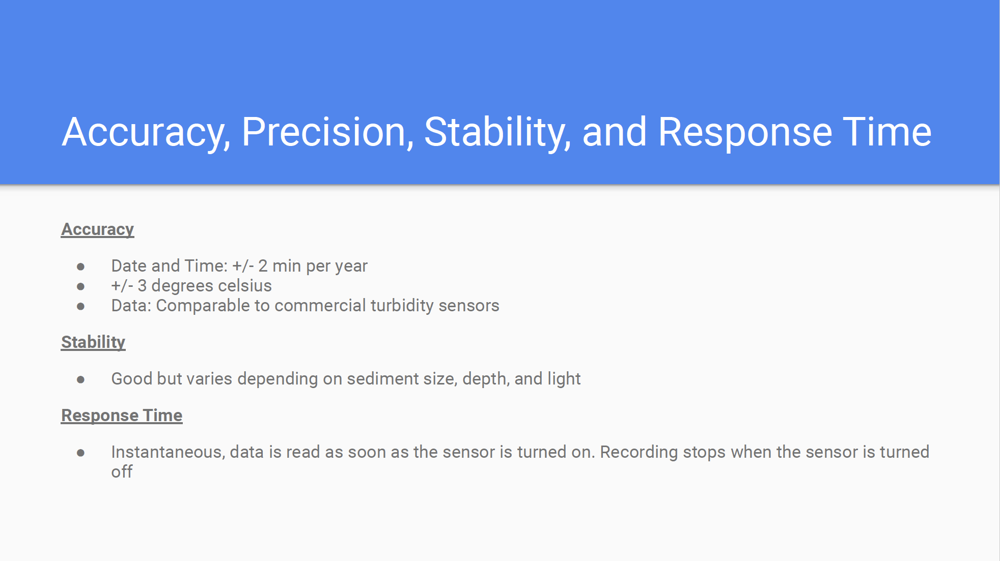 Accuracy, Precision, Stability, and Response Time
Accuracy
● Date and Time: +/- 2 min per year
● +/- 3 degrees celsius
● Data: Comparable to commercial turbidity sensors
Stability
● Good but varies depending on sediment size, depth, and light
Response Time
● Instantaneous, data is read as soon as the sensor is turned on. Recording stops when the sensor is turned
off